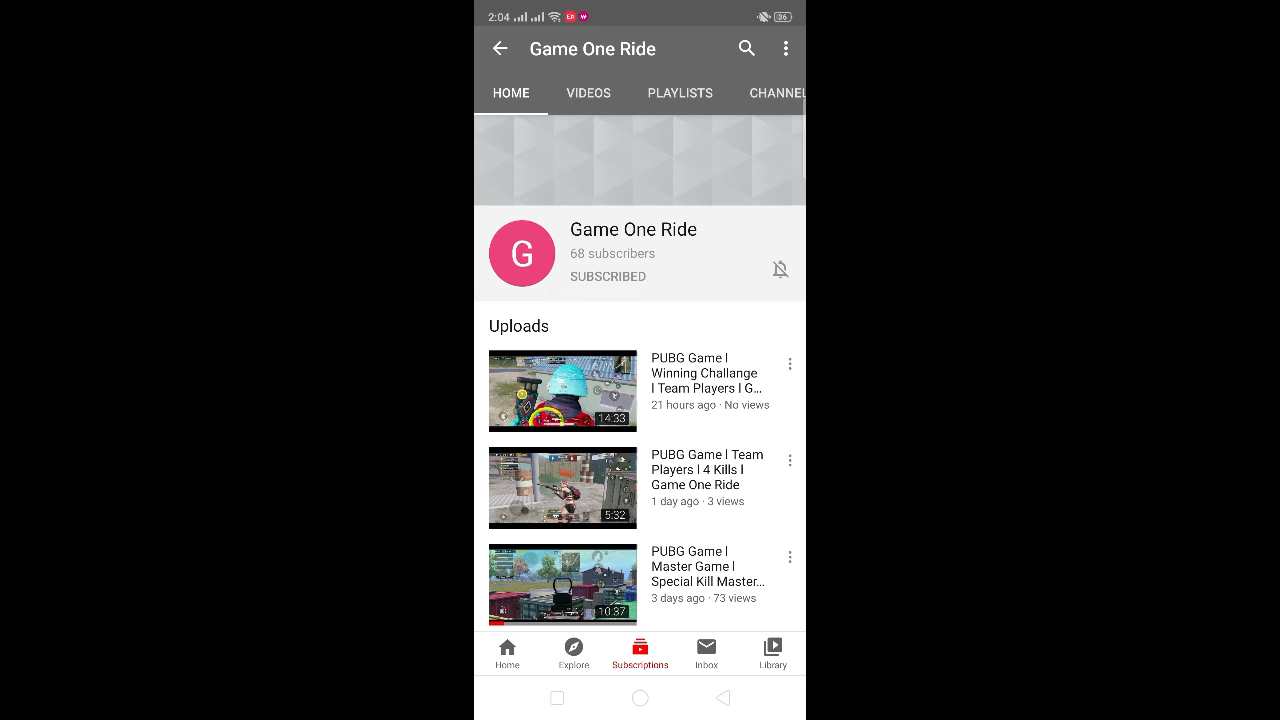 2:04
Game One Ride
HOME VIDEOS PLAYLISTS CHANNEL
G
Game One Ride
68 subscribers
SUBSCRIBED
Uploads
PUBG Game l
Winning Challange
l Team Players l G...
21 hours ago · No views
14:33
PUBG Game l Team
Players l 4 Kills l
Game One Ride
1 day ago · 3 views
5:32
PUBG Game l
Master Game l
Special Kill Master...
3 days ago · 73 views
10:37
Home Explore Subscriptions Inbox Library